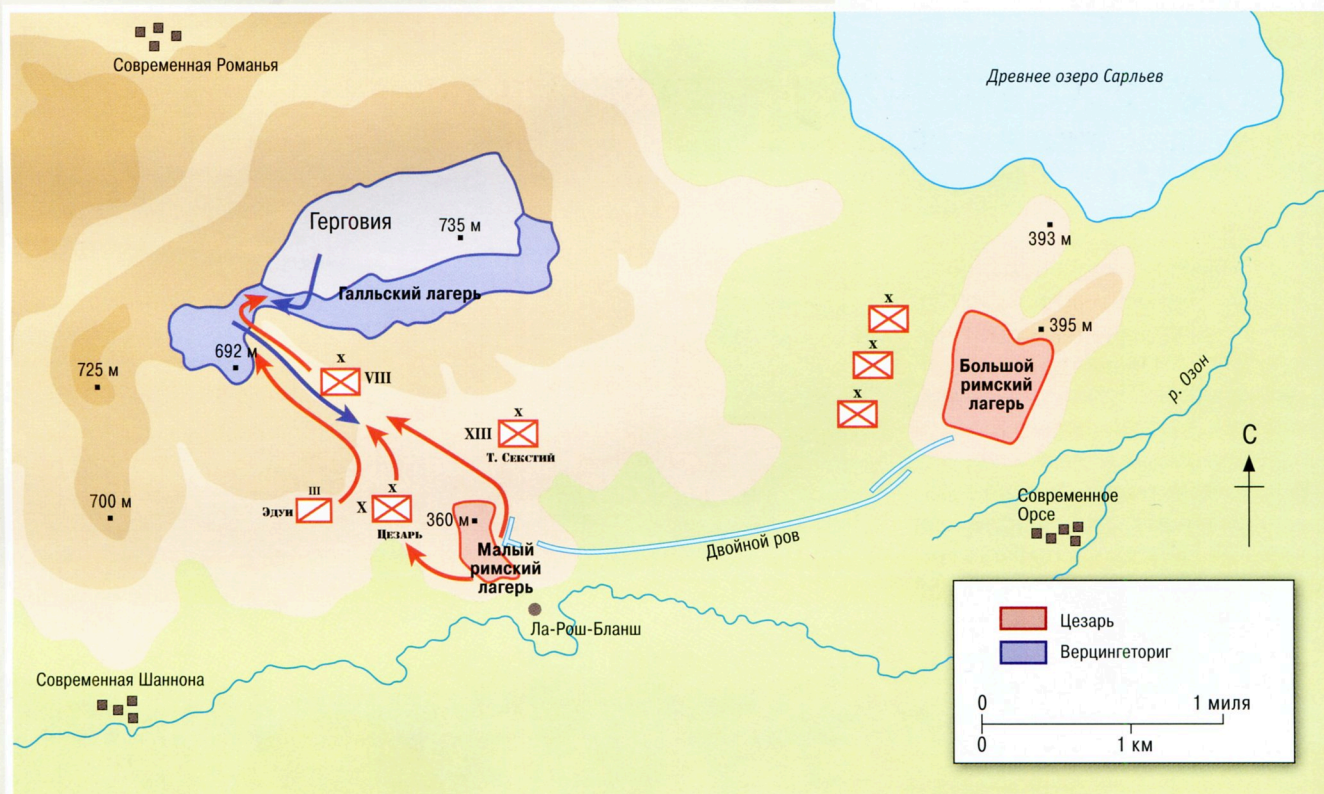 Современная Романья
Древнее озеро Сарльев
Герговия
735 м
393 м
Галльский лагерь
395 м
692 м
725 м
X
VIII
X
X
X
Большой
римский
лагерь
р. Озон
X
XIII
Т. Секстий
С
700 м
III
Эдуи
X
X
Цезарь
360 м
Современное
Орсе
Двойной ров
Малый
римский
лагерь
Ла-Рош-Бланш
Современная Шаннона
Цезарь
Верцингеториг
0
1 миля
0
1 км